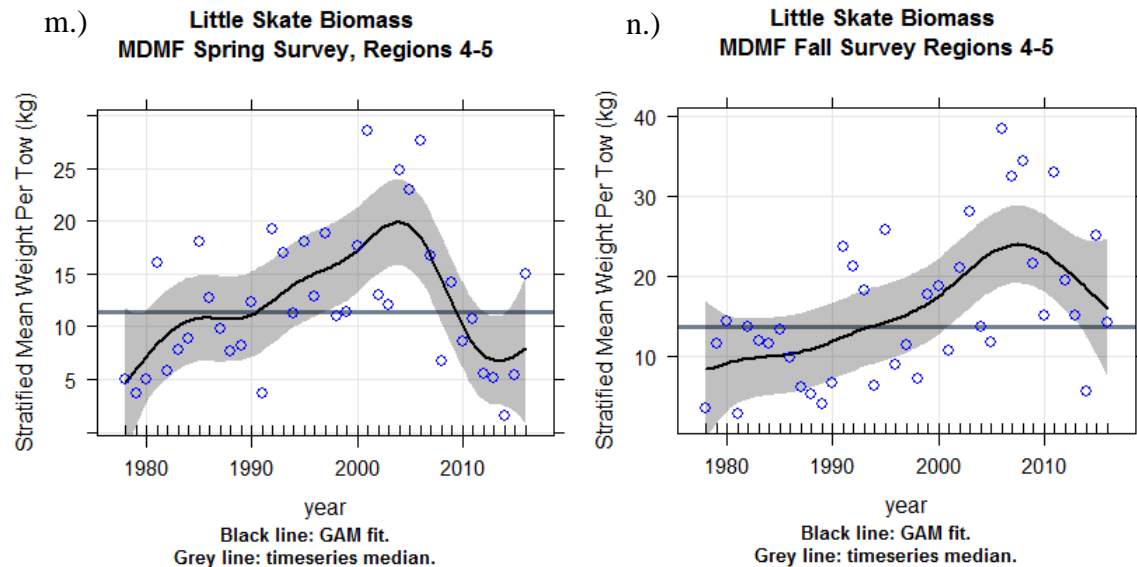 m.)
Little Skate Biomass
MDMF Spring Survey, Regions 4-5
Stratified Mean Weight Per Tow (kg)
25
20
15
10
5
1980 1990 2000 2010
year
Black line: GAM fit.
Grey line: timeseries median.
n.)
Little Skate Biomass
MDMF Fall Survey Regions 4-5
Stratified Mean Weight Per Tow (kg)
40
30
20
10
1980 1990 2000 2010
year
Black line: GAM fit.
Grey line: timeseries median.